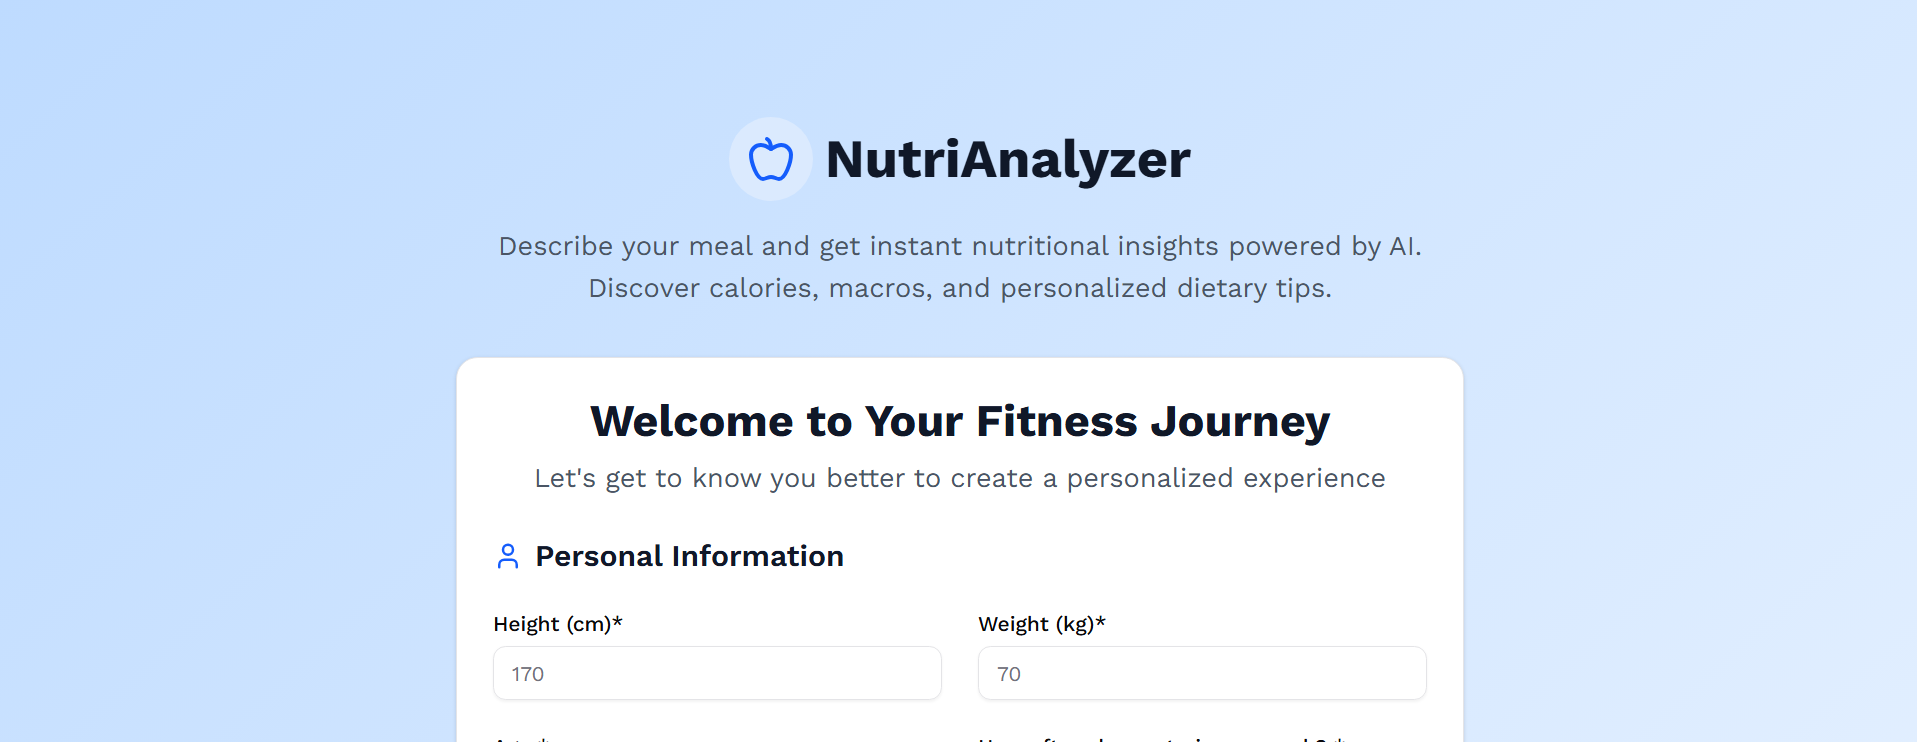 NutriAnalyzer
Describe your meal and get instant nutritional insights powered by AI.
Discover calories, macros, and personalized dietary tips.
Welcome to Your Fitness Journey
Let's get to know you better to create a personalized experience
Personal Information
Height (cm)*
Weight (kg)*
170
70